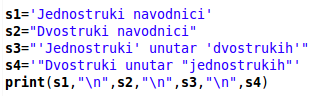 s1='Jednostruki navodnici'
s2="Dvostruki navodnici"
s3="'Jednostruki' unutar 'dvostrukih'"
s4='"Dvostruki unutar "jednostrukih"'
print(s1,"\n",s2,"\n",s3,"\n",s4)